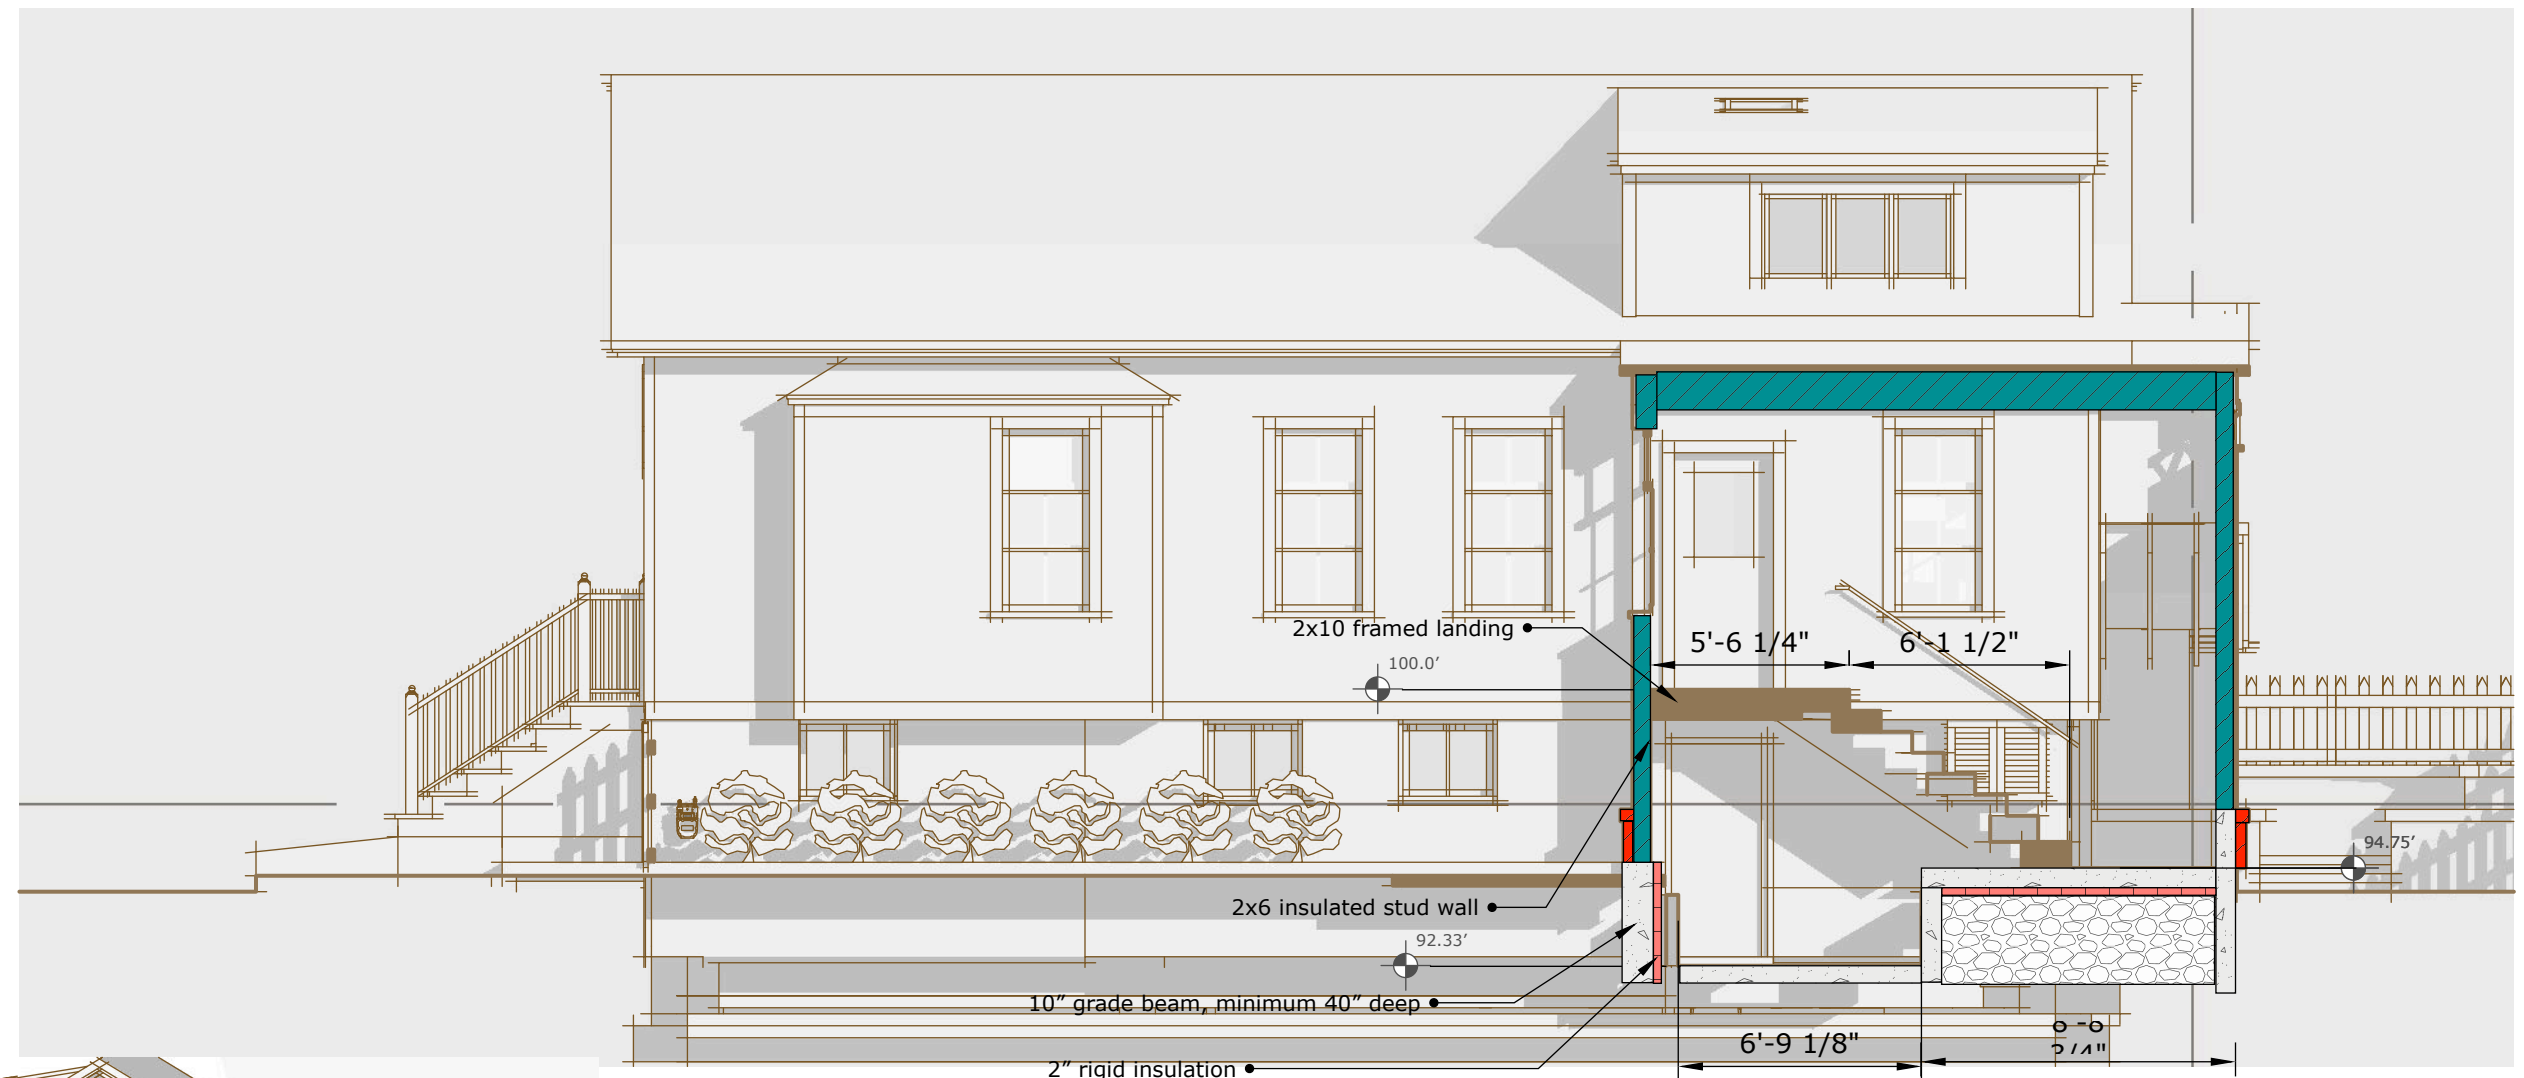 2x10 framed landing
5'-6 1/4"
6'-1 1/2"
100.0’
94.75’
2x6 insulated stud wall
92.33’
10” grade beam, minimum 40” deep
6'-9 1/8"
2” rigid insulation